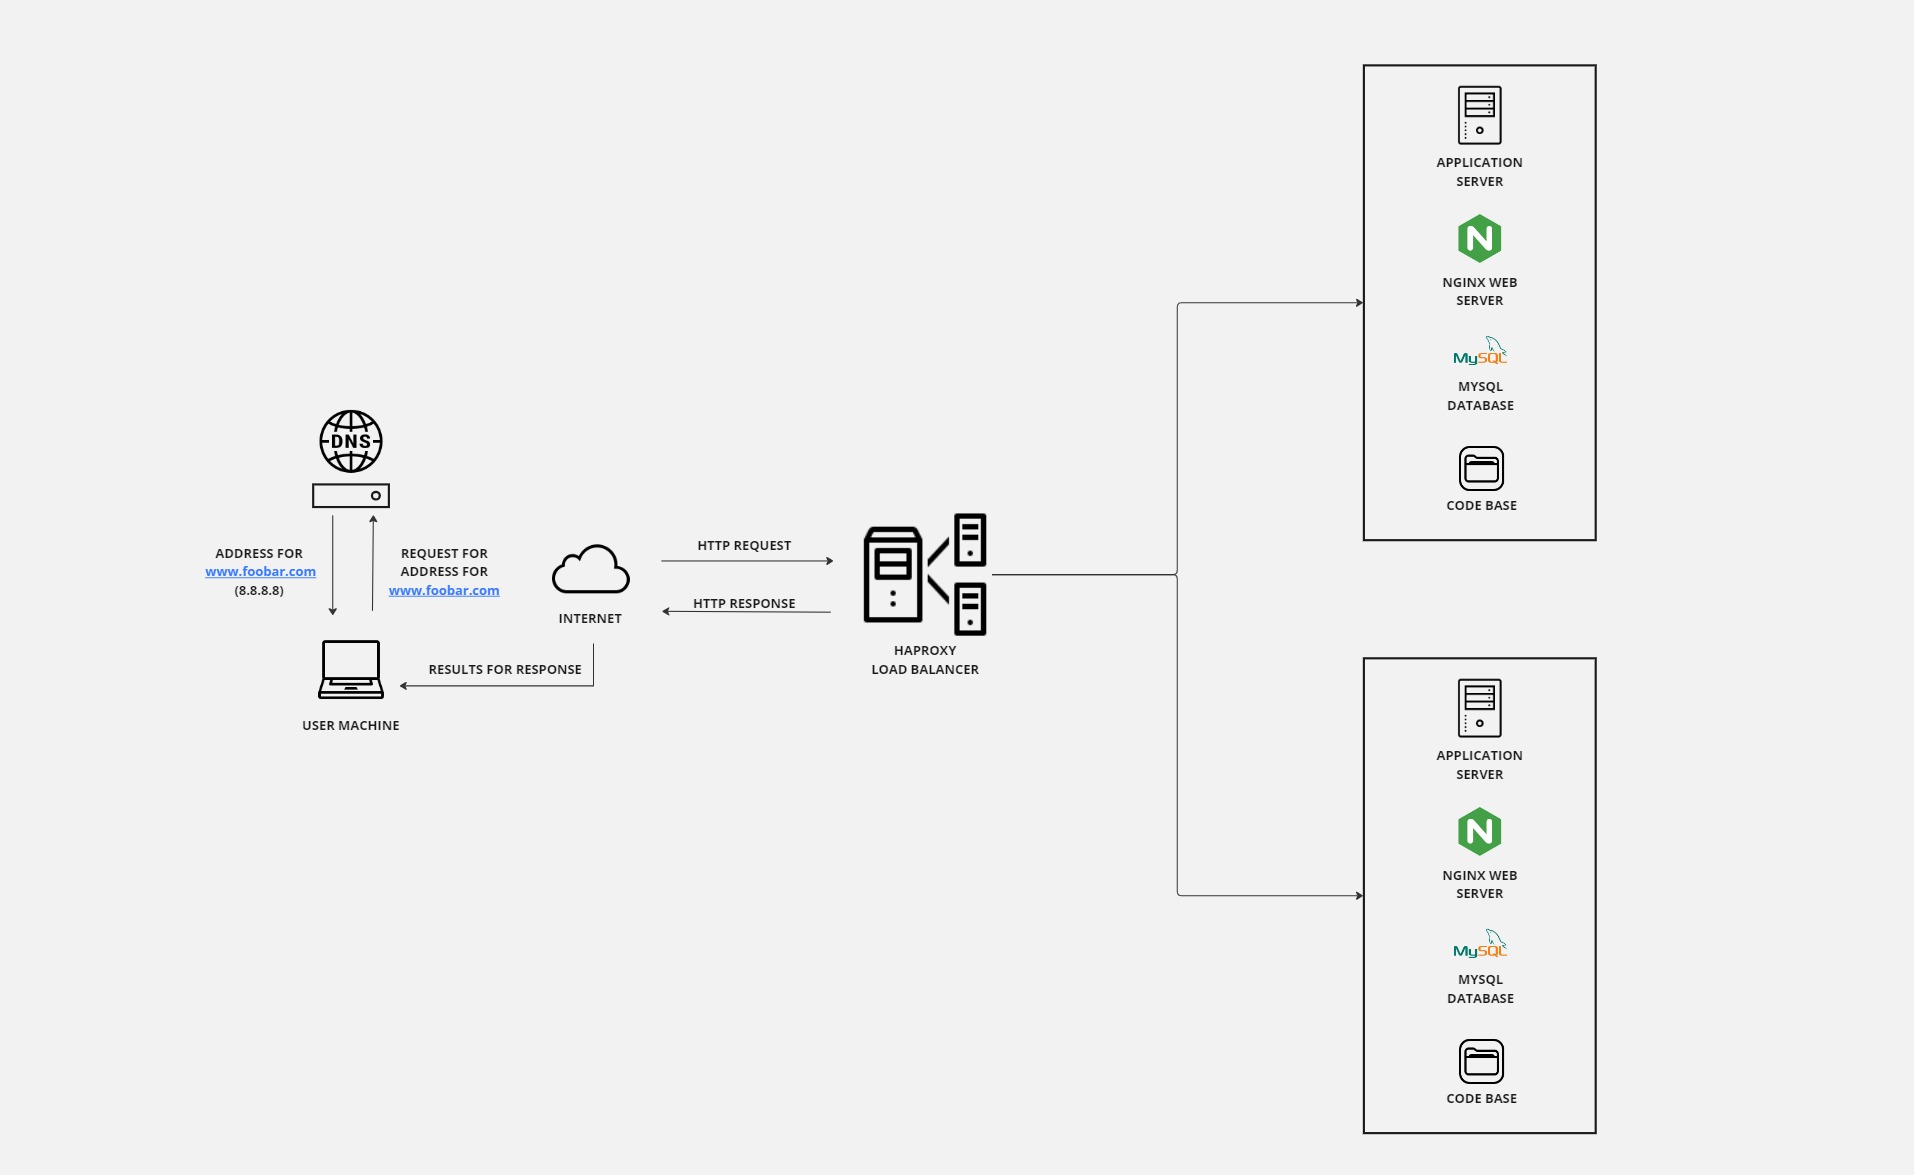 DNS
ADDRESS FOR
www.foobar.com
(8.8.8.8)
REQUEST FOR
ADDRESS FOR
www.foobar.com
USER MACHINE
INTERNET
RESULTS FOR RESPONSE
HTTP REQUEST
HTTP RESPONSE
HAPROXY
LOAD BALANCER
APPLICATION
SERVER
N
NGINX WEB
SERVER
MySQL
MYSQL
DATABASE
CODE BASE
APPLICATION
SERVER
N
NGINX WEB
SERVER
MySQL
MYSQL
DATABASE
CODE BASE